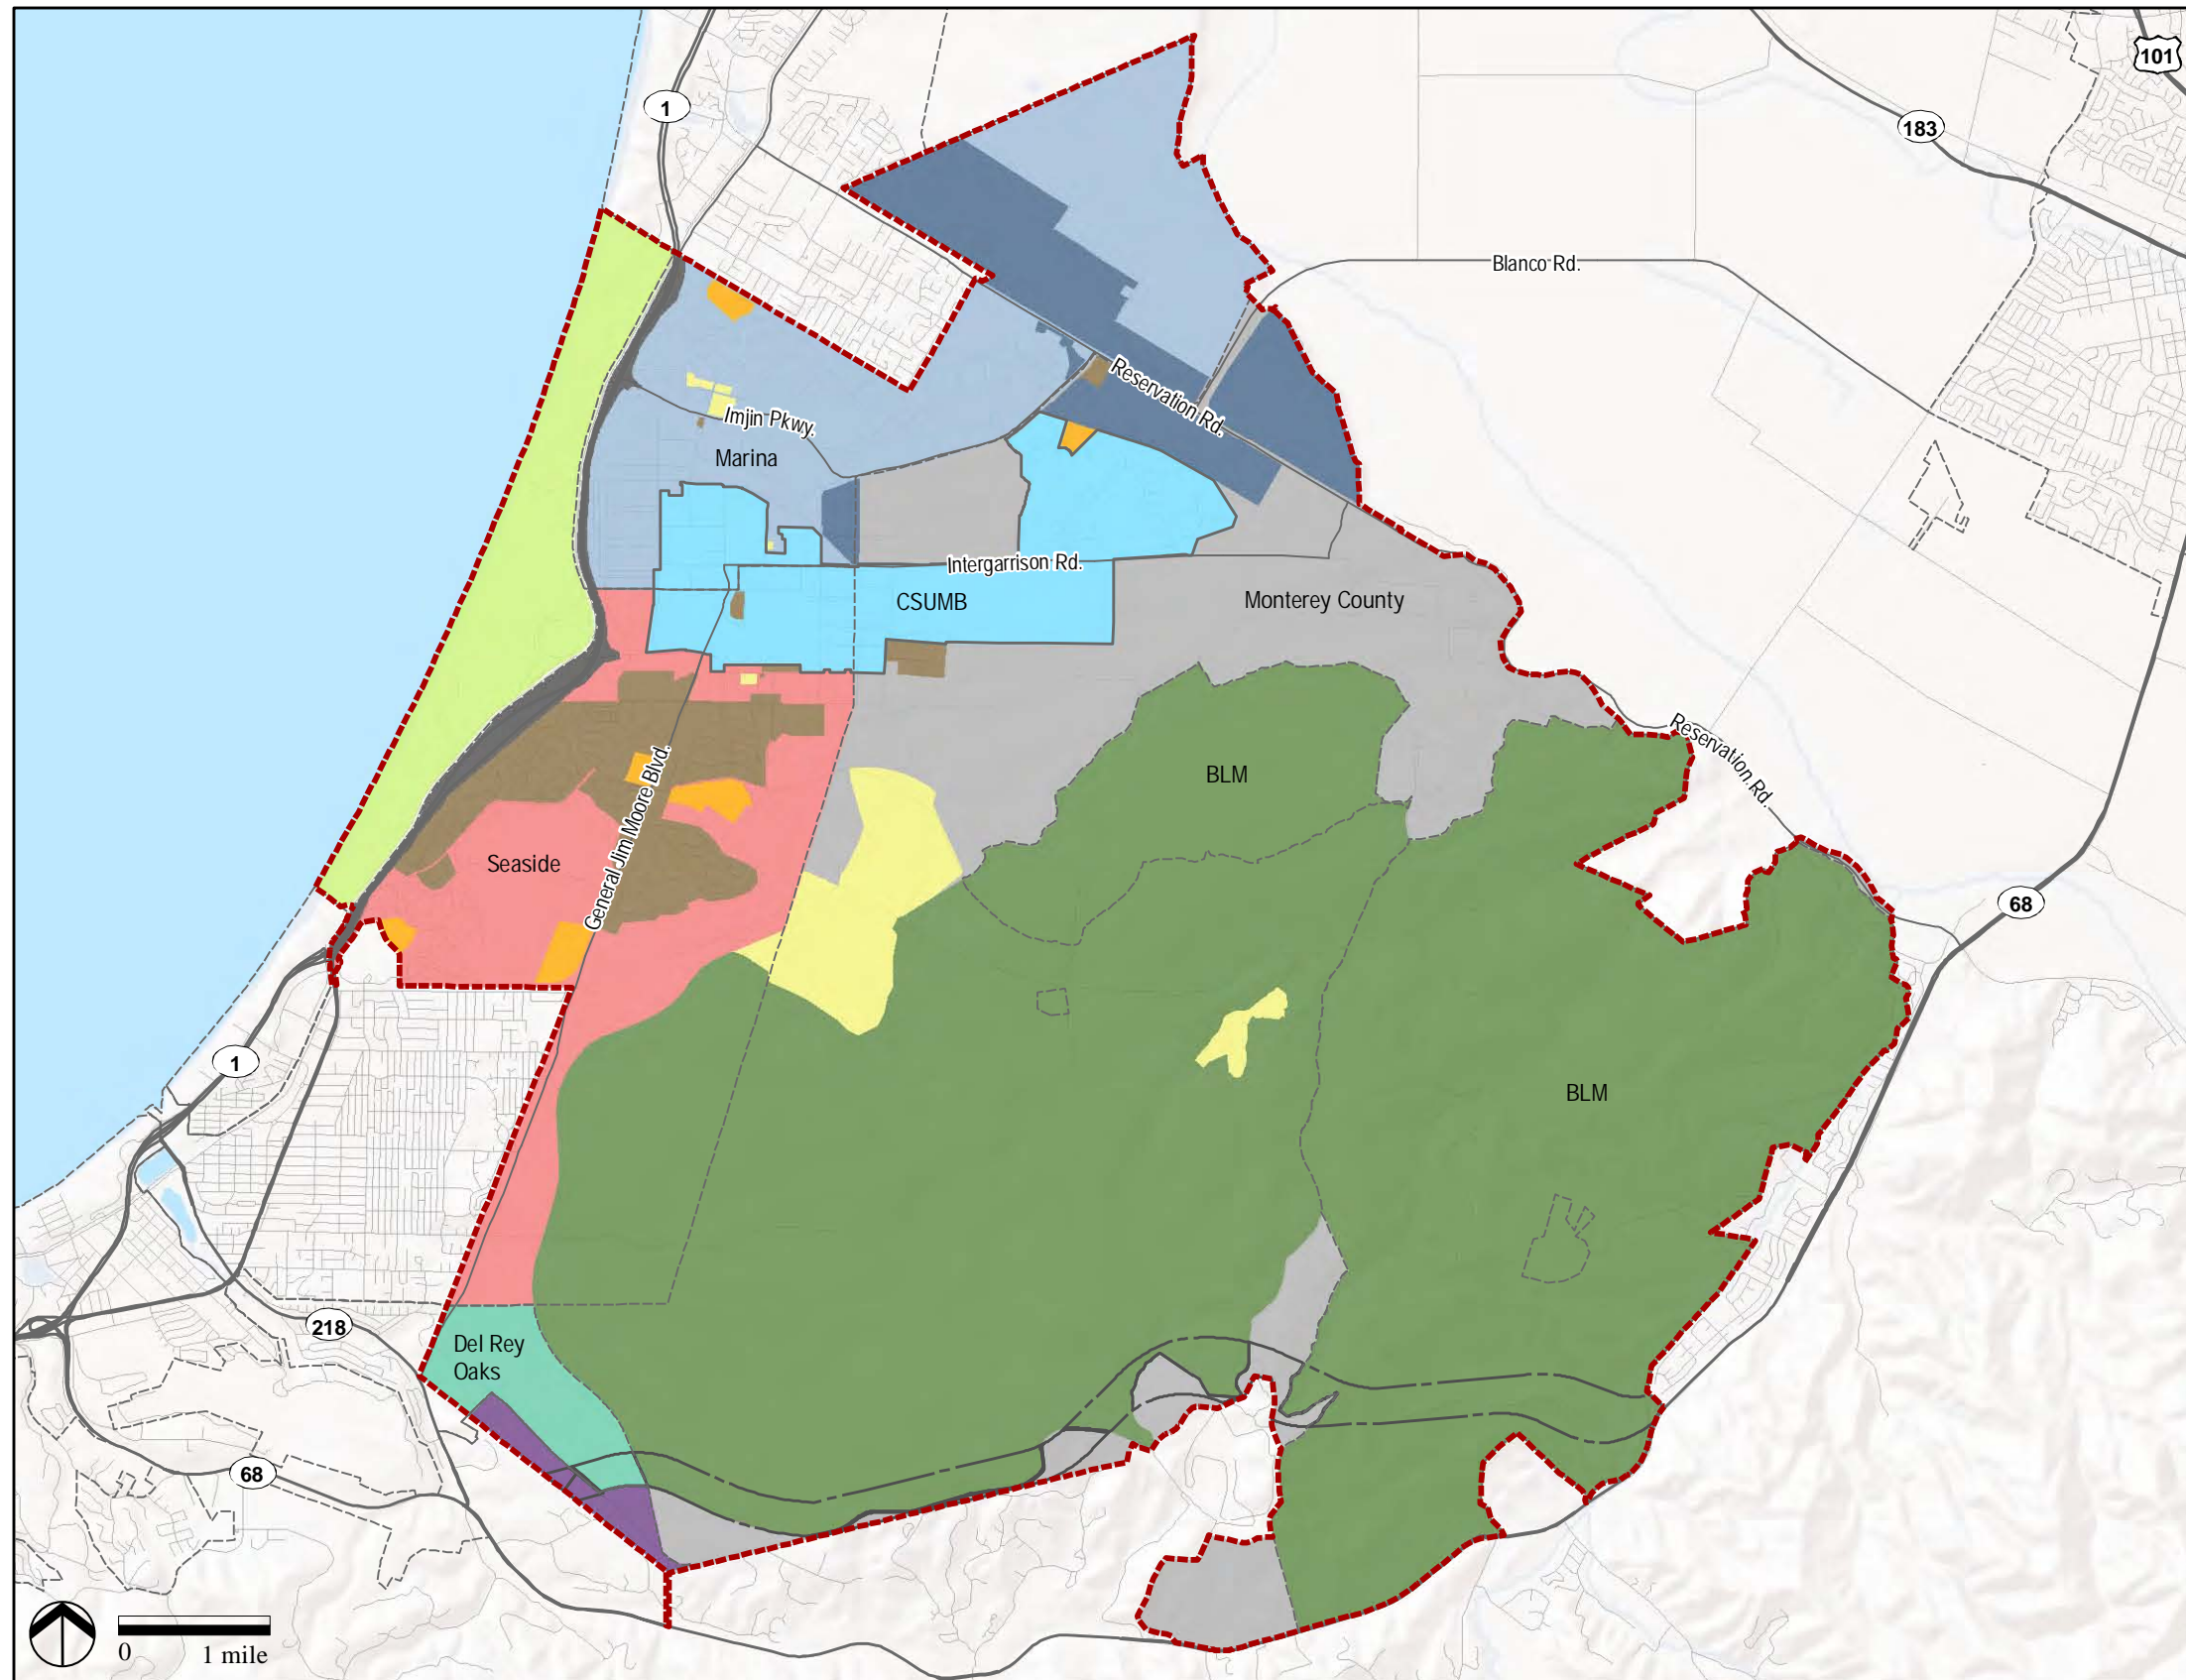 101
1
183
Blanco Rd.
Reservation Rd.
Imjin Pkwy.
Marina
Intergarrison Rd.
CSUMB
Monterey County
Reservation Rd.
BLM
General Jim Moore Blvd.
Seaside
68
1
BLM
218
Del Rey
Oaks
68
0
1 mile